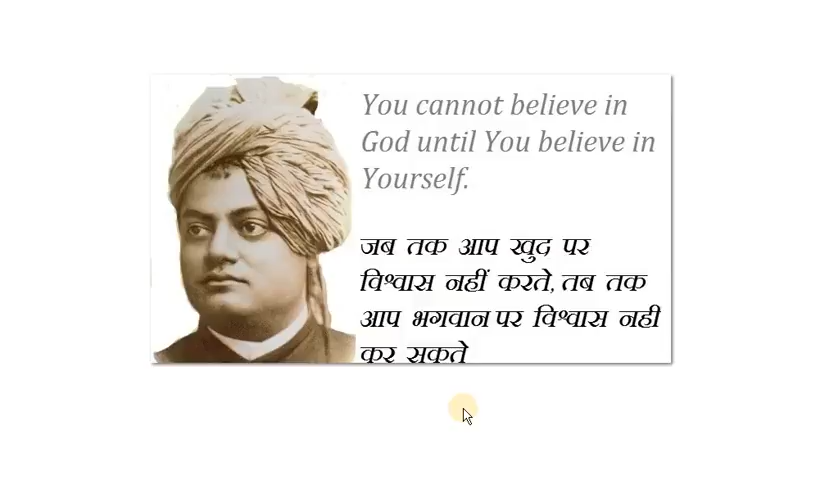 You cannot believe in
God until You believe in
Yourself.
जब तक आप खुद पर
विश्वास नहीं करते, तब तक
आप भगवान पर विश्वास नही
कर सकते